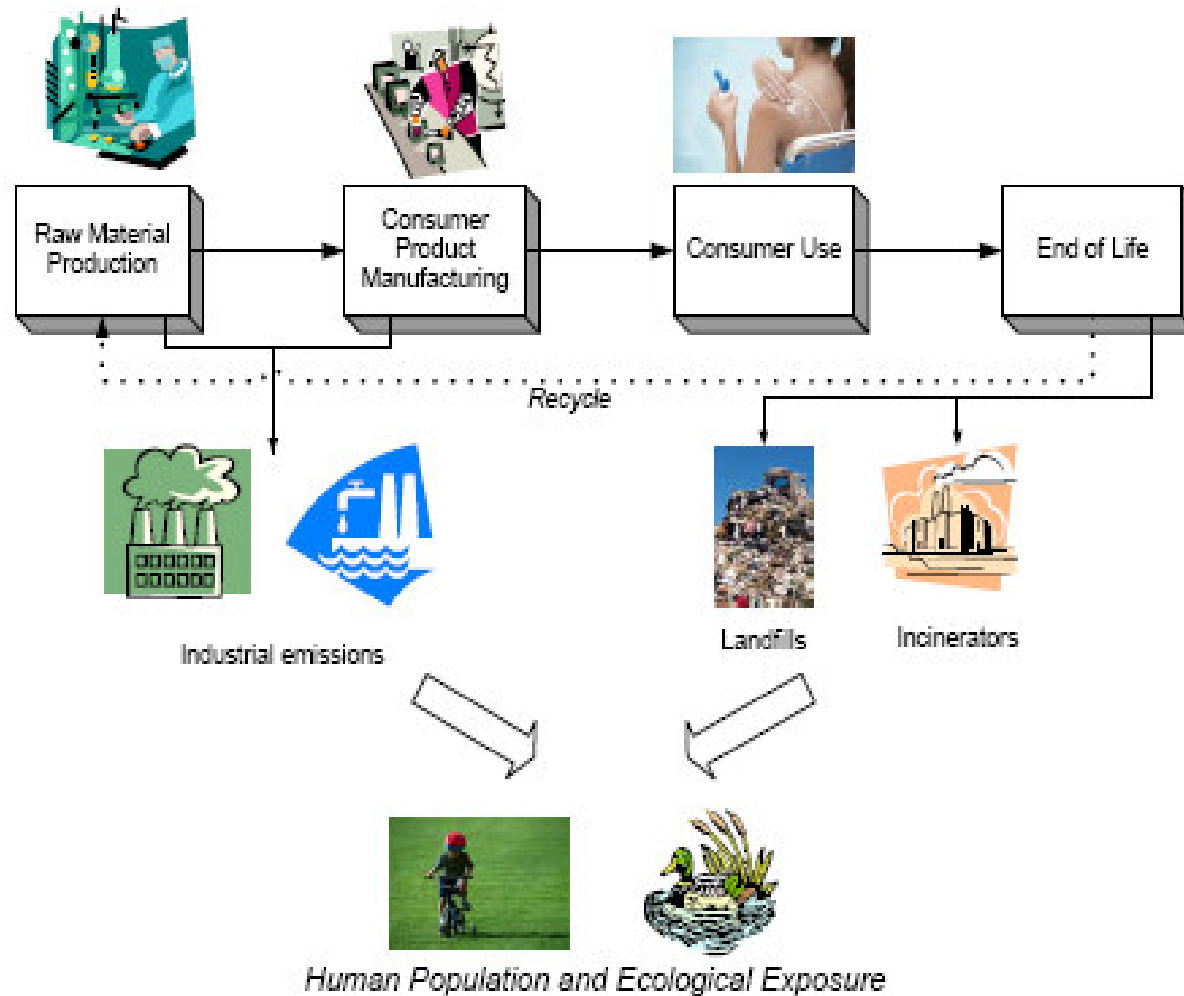 Raw Material
Production
Consumer
Product
Manufacturing
Consumer Use
End of Life
Recycle
Industrial emissions
Landfills
Incinerators
Human Population and Ecological Exposure